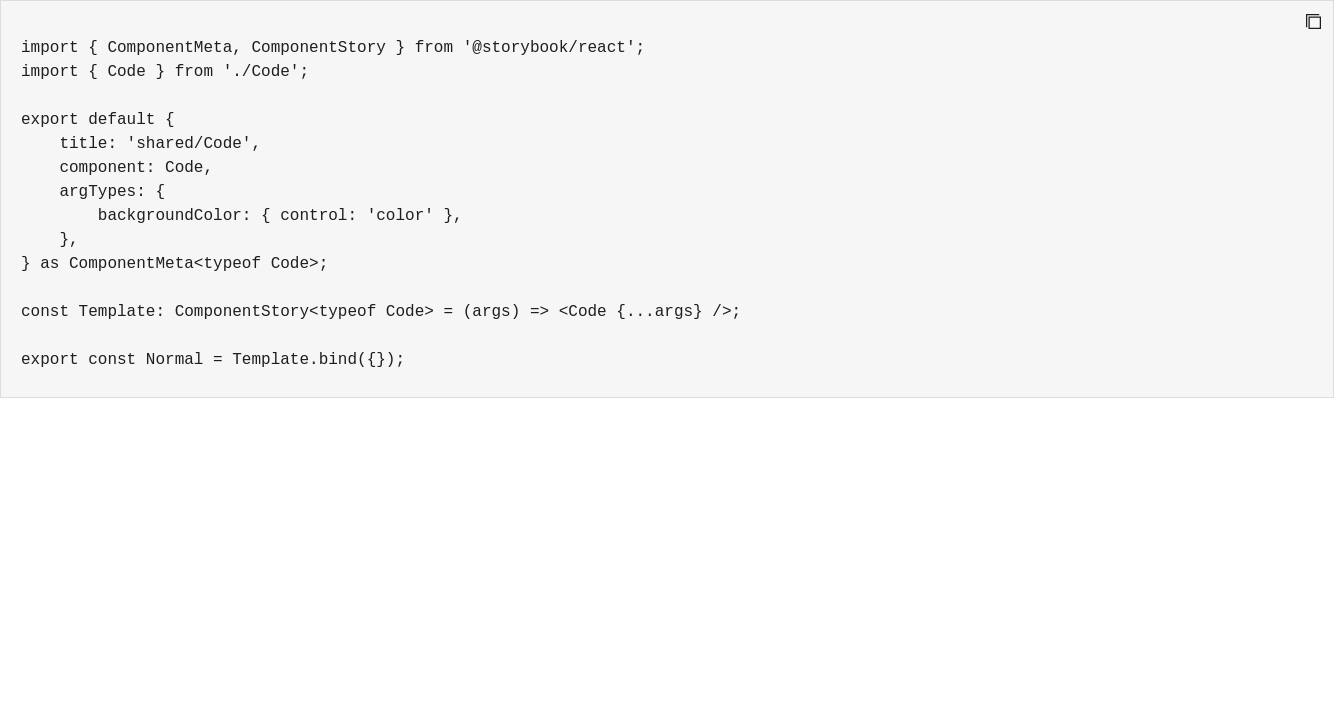 import { ComponentMeta, ComponentStory } from '@storybook/react';
import { Code } from './Code';

export default {
    title: 'shared/Code',
    component: Code,
    argTypes: {
        backgroundColor: { control: 'color' },
    },
} as ComponentMeta<typeof Code>;

const Template: ComponentStory<typeof Code> = (args) => <Code {...args} />;

export const Normal = Template.bind({});